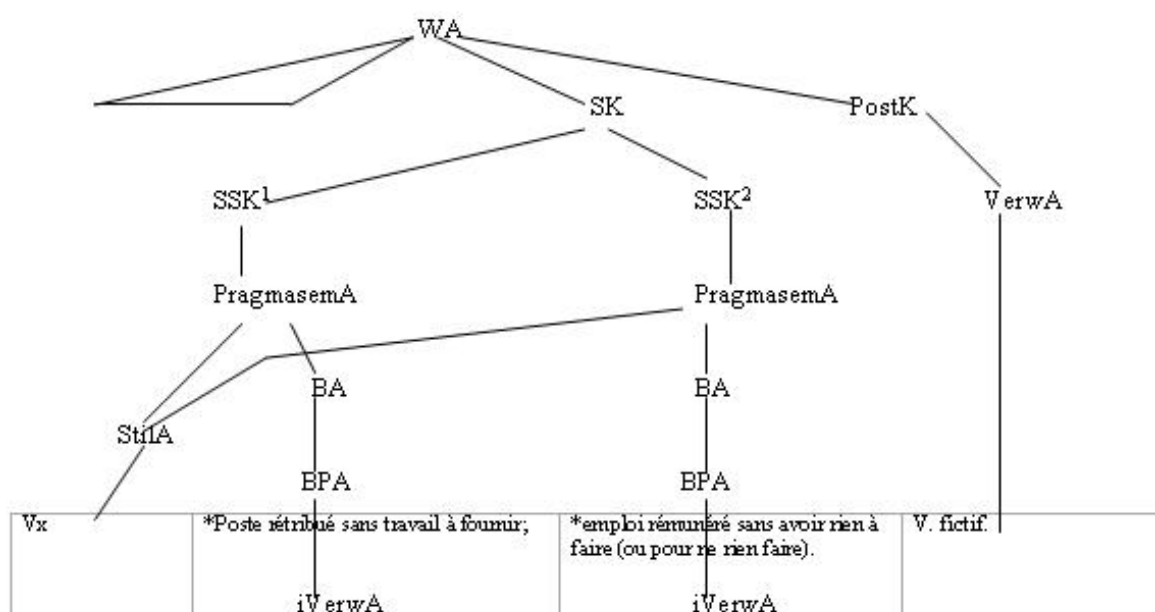 WA
SK PostK
SSK¹ SSK² VerwA
PragmasemA PragmasemA
BA BA
StilA
BPA BPA
Vx *Poste rétribué sans travail à fournir; *emploi rémunéré sans avoir rien à V. fictif.
faire (ou pour ne rien faire).
iVerwA iVerwA